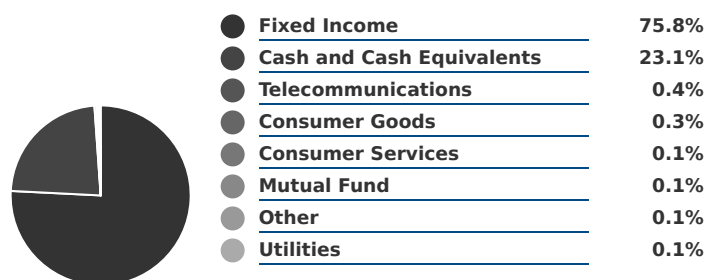 Fixed Income 75.8%
Cash and Cash Equivalents 23.1%
Telecommunications 0.4%
Consumer Goods 0.3%
Consumer Services 0.1%
Mutual Fund 0.1%
Other 0.1%
Utilities 0.1%